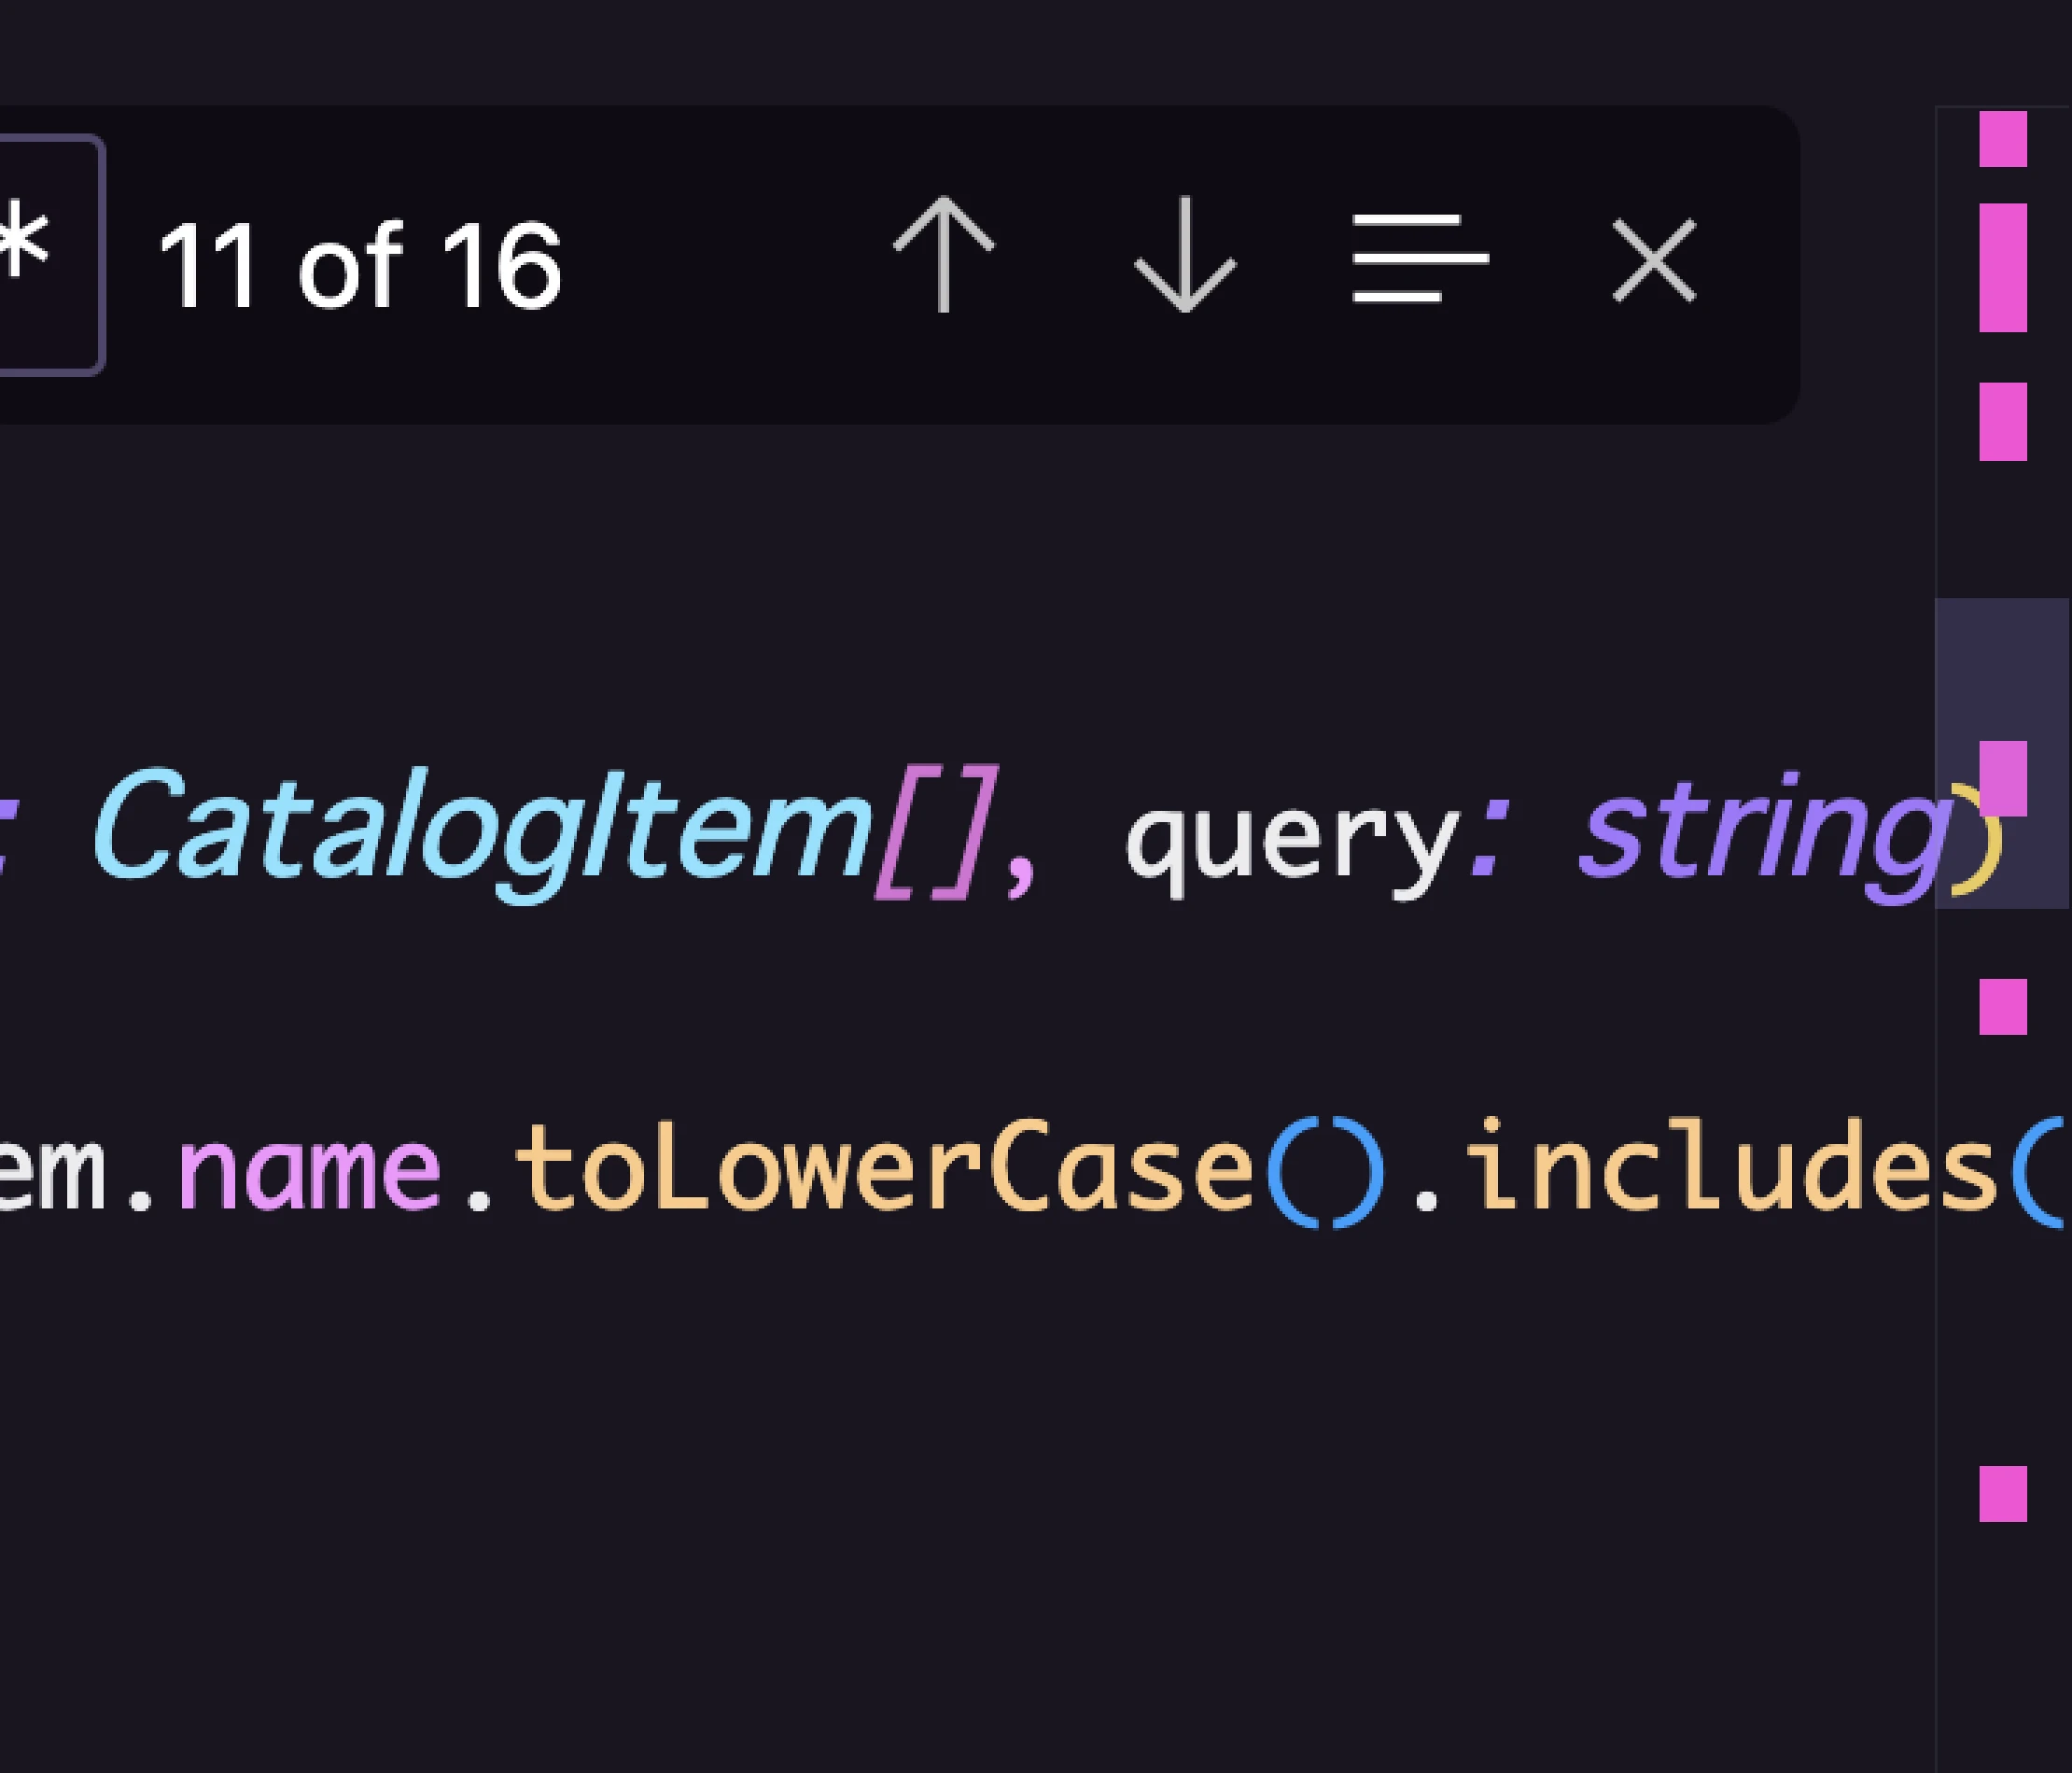 * 11 of 16
: CatalogItem[], query: string)
em.name.toLowerCase().includes(